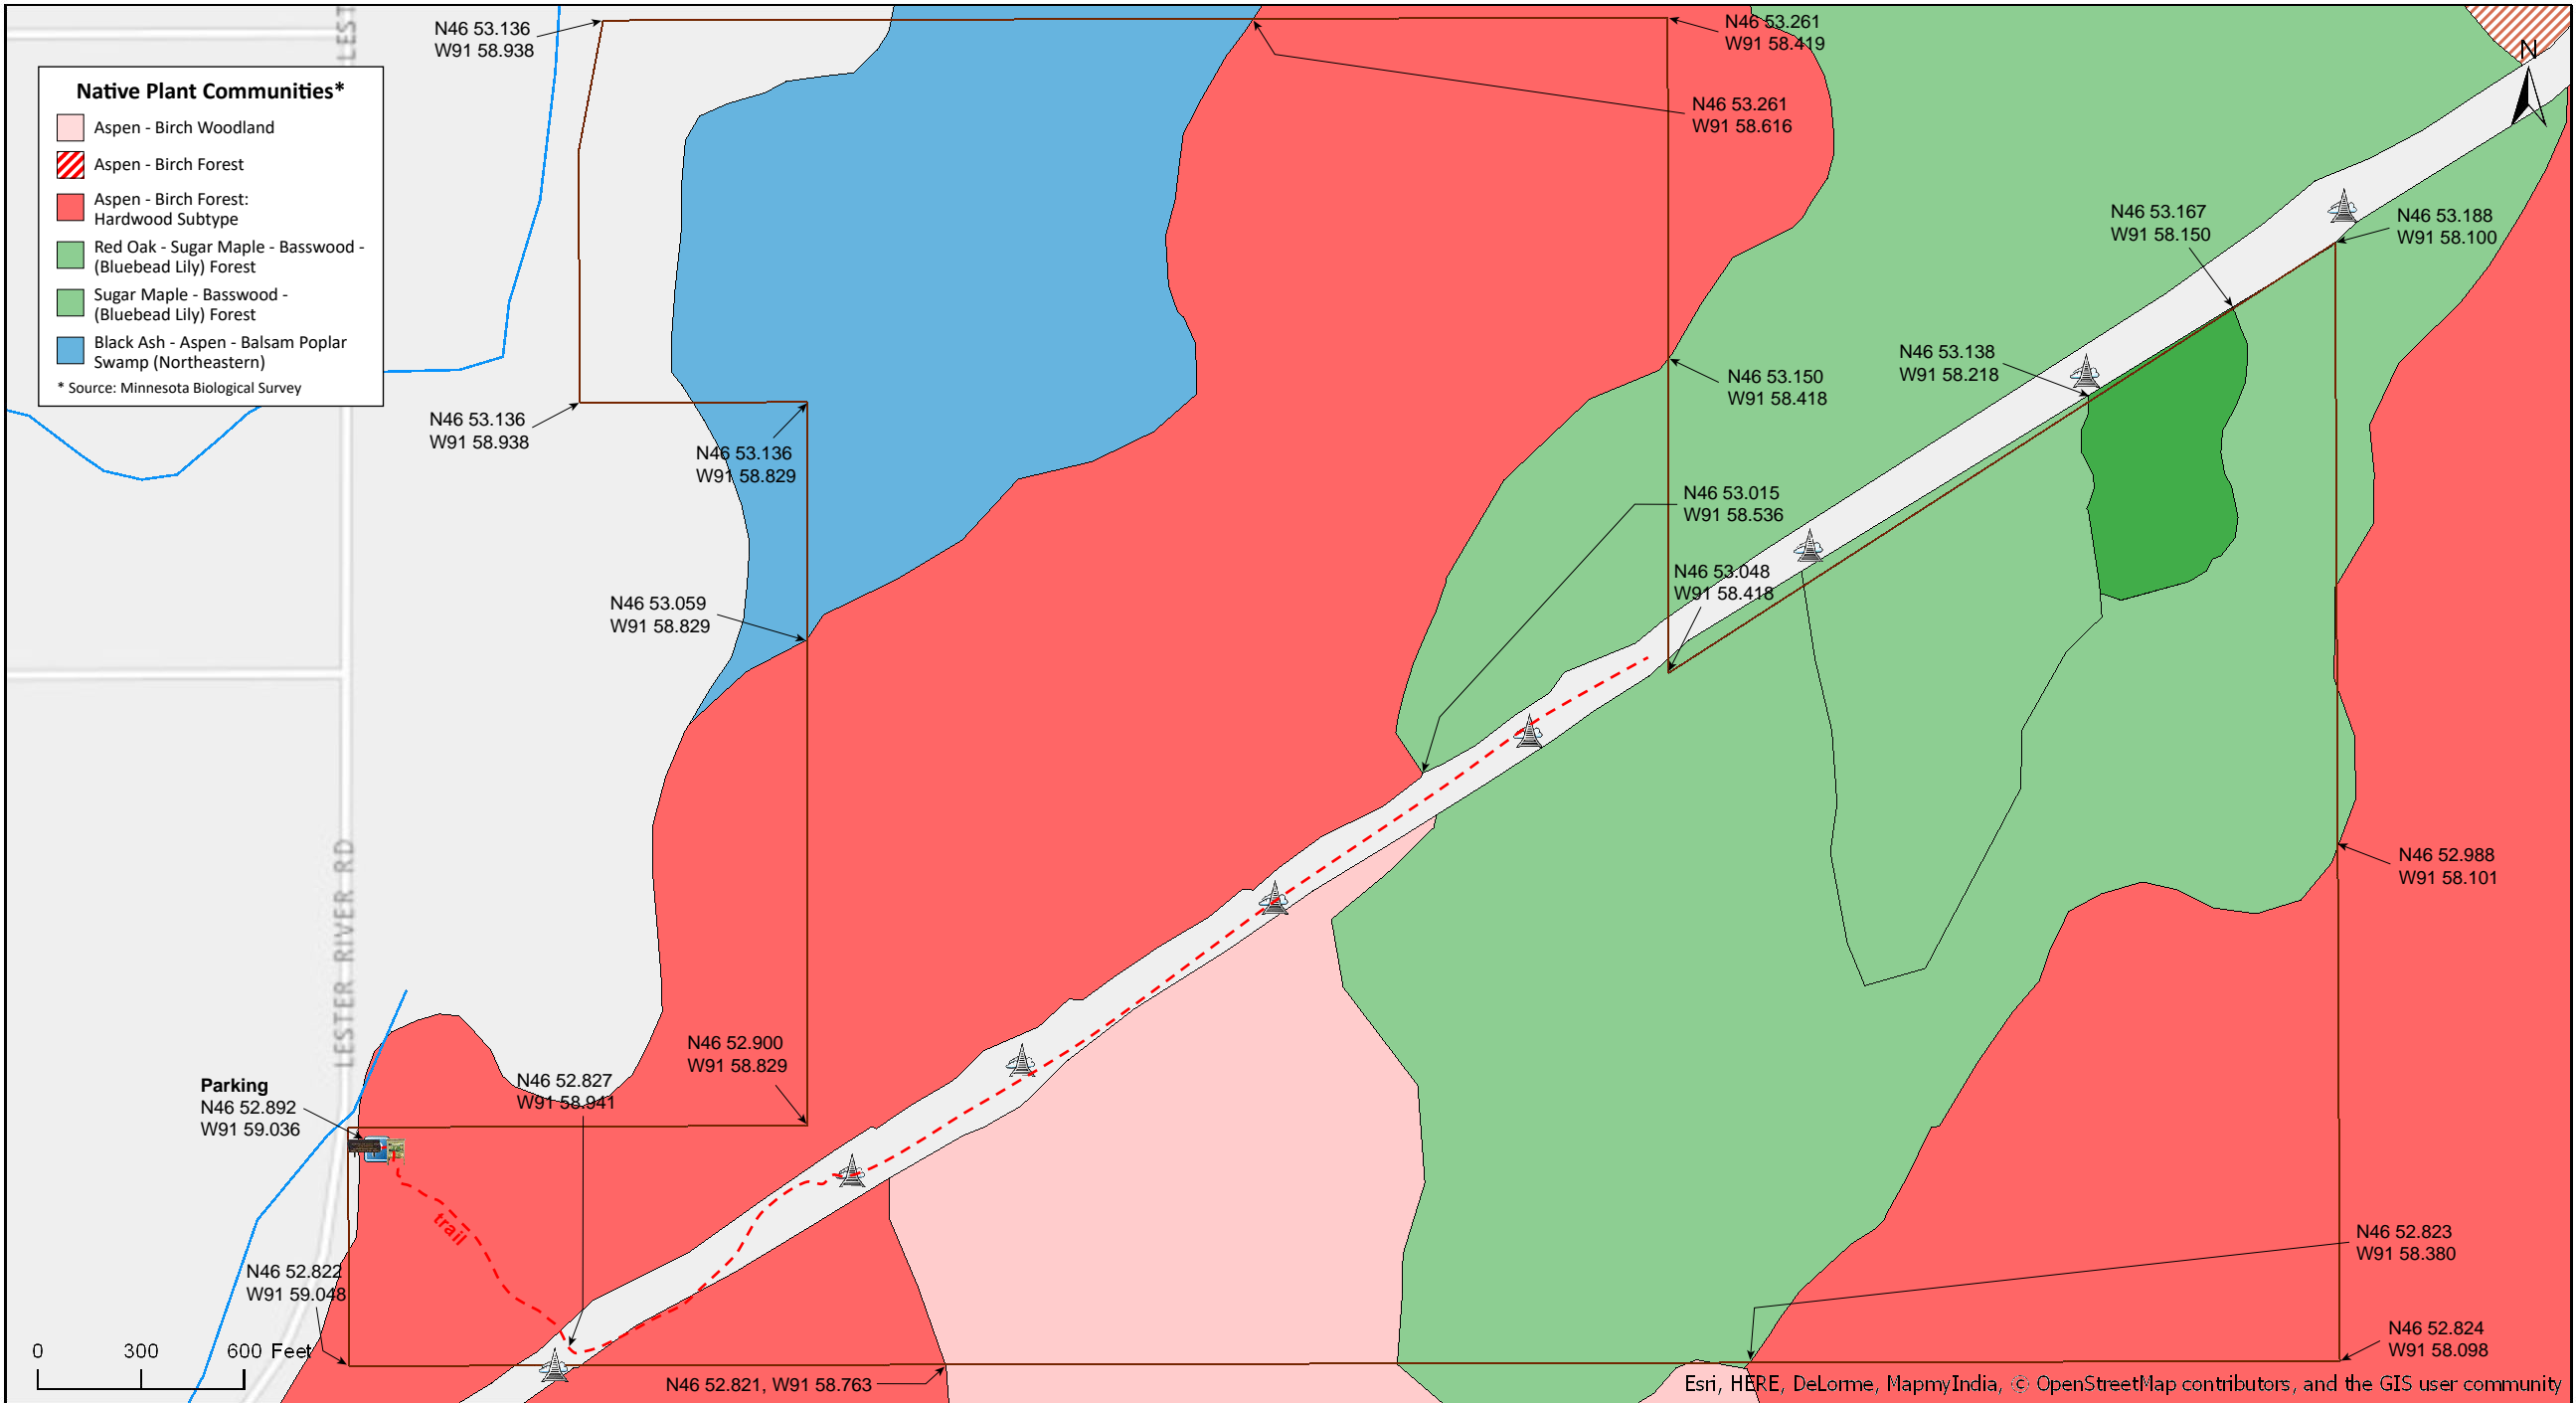 LEST
N46 53.136
W91 58.938
N46 53.261
W91 58.419
N
Native Plant Communities*
Aspen - Birch Woodland
Aspen - Birch Forest
Aspen - Birch Forest:
Hardwood Subtype
Red Oak - Sugar Maple - Basswood -
(Bluebead Lily) Forest
Sugar Maple - Basswood -
(Bluebead Lily) Forest
Black Ash - Aspen - Balsam Poplar
Swamp (Northeastern)
* Source: Minnesota Biological Survey
N46 53.261
W91 58.616
N46 53.167
W91 58.150
N46 53.188
W91 58.100
N46 53.138
W91 58.218
N46 53.150
W91 58.418
N46 53.136
W91 58.938
N46 53.136
W91 58.829
N46 53.015
W91 58.536
N46 53.048
W91 58.418
N46 53.059
W91 58.829
N46 52.988
W91 58.101
LESTER RIVER RD
N46 52.900
W91 58.829
N46 52.827
W91 58.941
Parking
N46 52.892
W91 59.036
trail
N46 52.823
W91 58.380
N46 52.822
W91 59.048
N46 52.824
W91 58.098
0 300 600 Feet
N46 52.821, W91 58.763
Esri, HERE, DeLorme, MapmyIndia, © OpenStreetMap contributors, and the GIS user community